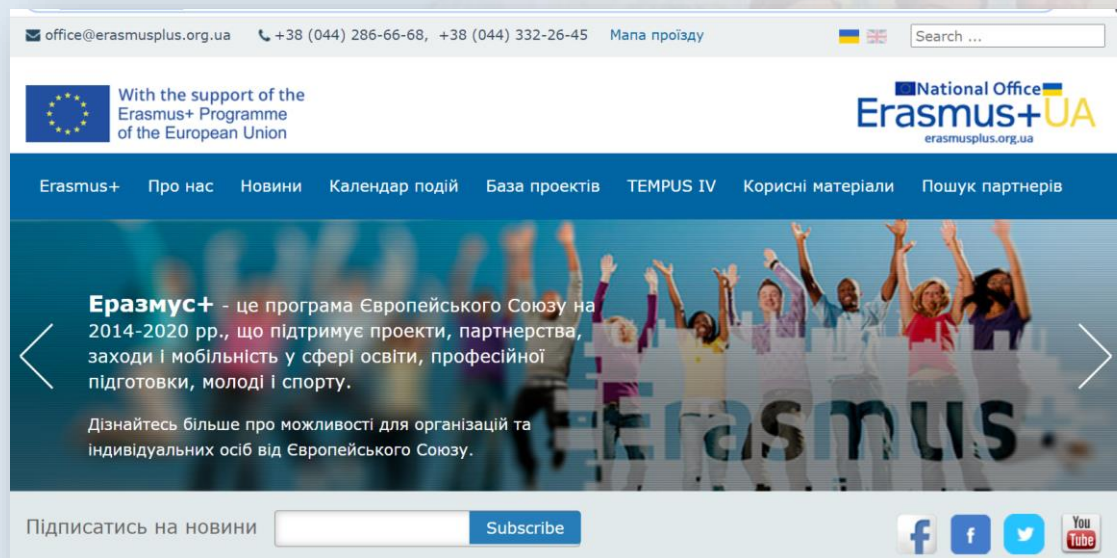 office@erasmusplus.org.ua +38 (044) 286-66-68, +38 (044) 332-26-45 Мапа проїзду Search ...
With the support of the
Erasmus+ Programme
of the European Union
National Office
Erasmus+UA
erasmusplus.org.ua
Erasmus+ Про нас Новини Календар подій База проектів TEMPUS IV Корисні матеріали Пошук партнерів
Еразмус+ - це програма Європейського Союзу на
2014-2020 рр., що підтримує проекти, партнерства,
заходи і мобільність у сфері освіти, професійної
підготовки, молоді і спорту.
Дізнайтесь більше про можливості для організацій та
індивідуальних осіб від Європейського Союзу.
Erasmus
Підписатись на новини Subscribe
f f You
Tube